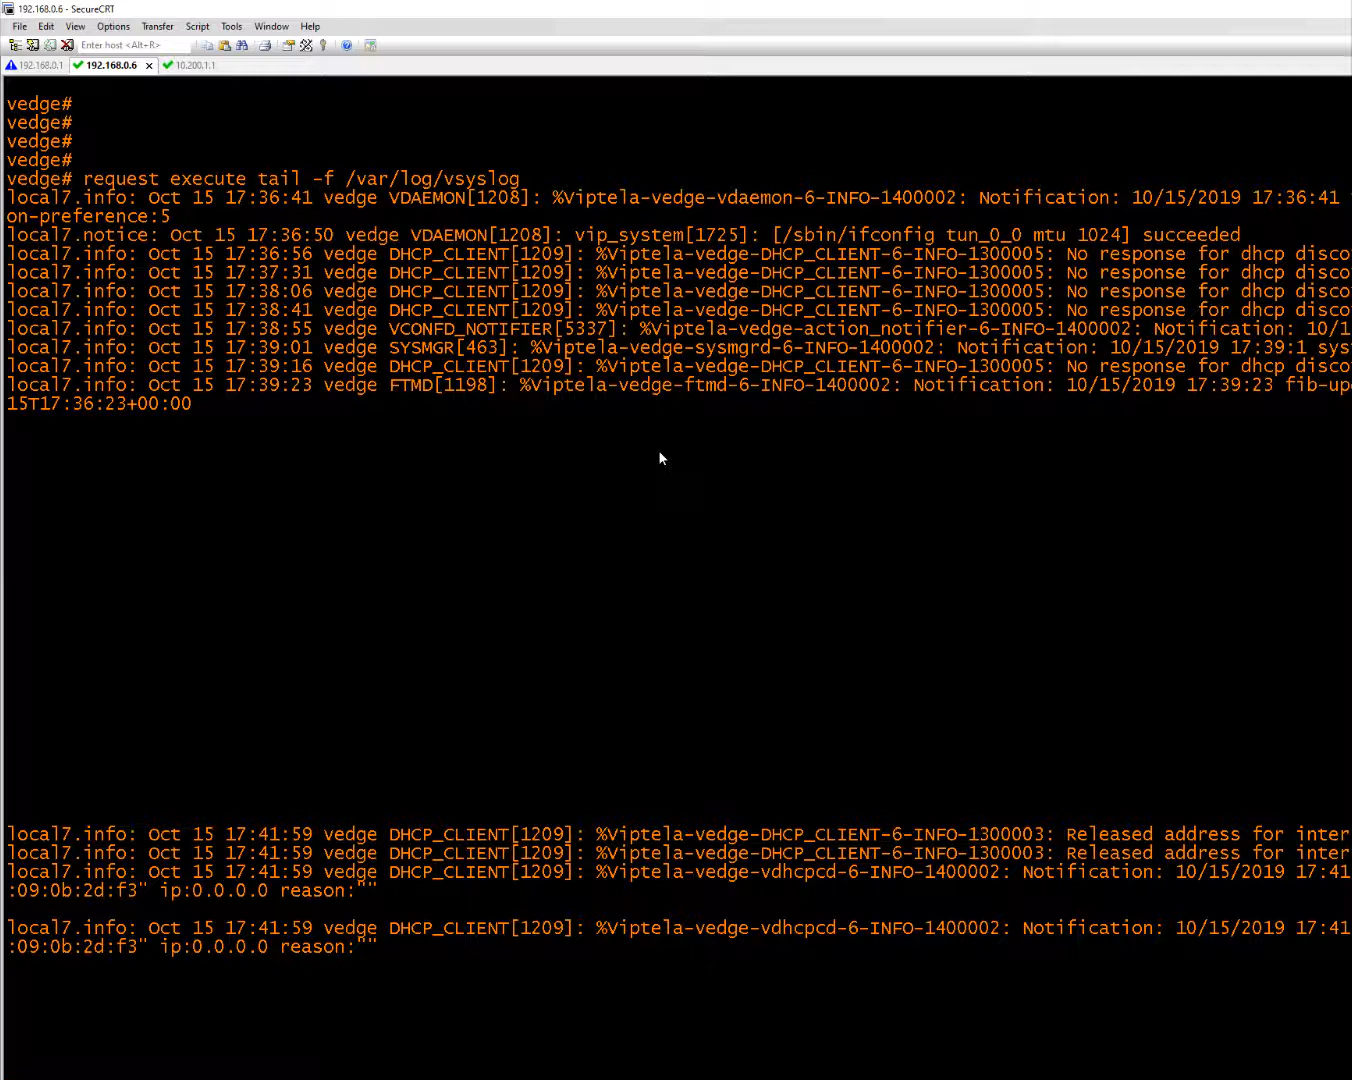 192.168.0.6 - SecureCRT
File Edit View Options Transfer Script Tools Window Help
Enter host <Alt+R>
192.168.0.1 192.168.0.6 × 10.200.1.1
vedge#
vedge#
vedge#
vedge#
vedge# request execute tail -f /var/log/vsyslog
local7.info: Oct 15 17:36:41 vedge VDAEMON[1208]: %Viptela-vedge-vdaemon-6-INFO-1400002: Notification: 10/15/2019 17:36:41
on-preference:5
local7.notice: Oct 15 17:36:50 vedge VDAEMON[1208]: vip_system[1725]: [/sbin/ifconfig tun_0_0 mtu 1024] succeeded
local7.info: Oct 15 17:36:56 vedge DHCP_CLIENT[1209]: %Viptela-vedge-DHCP_CLIENT-6-INFO-1300005: No response for dhcp disco
local7.info: Oct 15 17:37:31 vedge DHCP_CLIENT[1209]: %Viptela-vedge-DHCP_CLIENT-6-INFO-1300005: No response for dhcp disco
local7.info: Oct 15 17:38:06 vedge DHCP_CLIENT[1209]: %Viptela-vedge-DHCP_CLIENT-6-INFO-1300005: No response for dhcp disco
local7.info: Oct 15 17:38:41 vedge DHCP_CLIENT[1209]: %Viptela-vedge-DHCP_CLIENT-6-INFO-1300005: No response for dhcp disco
local7.info: Oct 15 17:38:55 vedge VCONFD_NOTIFIER[5337]: %Viptela-vedge-action_notifier-6-INFO-1400002: Notification: 10/1
local7.info: Oct 15 17:39:01 vedge SYSMGR[463]: %Viptela-vedge-sysmgrd-6-INFO-1400002: Notification: 10/15/2019 17:39:1 sys
local7.info: Oct 15 17:39:16 vedge DHCP_CLIENT[1209]: %Viptela-vedge-DHCP_CLIENT-6-INFO-1300005: No response for dhcp disco
local7.info: Oct 15 17:39:23 vedge FTMD[1198]: %Viptela-vedge-ftmd-6-INFO-1400002: Notification: 10/15/2019 17:39:23 fib-up
15T17:36:23+00:00
local7.info: Oct 15 17:41:59 vedge DHCP_CLIENT[1209]: %Viptela-vedge-DHCP_CLIENT-6-INFO-1300003: Released address for inter
local7.info: Oct 15 17:41:59 vedge DHCP_CLIENT[1209]: %Viptela-vedge-DHCP_CLIENT-6-INFO-1300003: Released address for inter
local7.info: Oct 15 17:41:59 vedge DHCP_CLIENT[1209]: %Viptela-vedge-vdhcpcd-6-INFO-1400002: Notification: 10/15/2019 17:41
:09:0b:2d:f3" ip:0.0.0.0 reason:""
local7.info: Oct 15 17:41:59 vedge DHCP_CLIENT[1209]: %Viptela-vedge-vdhcpcd-6-INFO-1400002: Notification: 10/15/2019 17:41
:09:0b:2d:f3" ip:0.0.0.0 reason:""